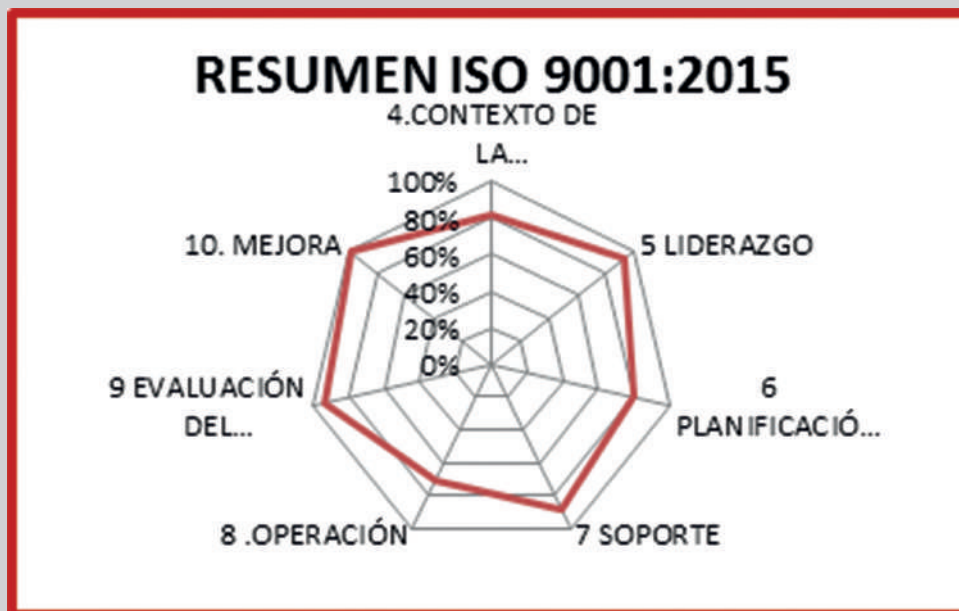 RESUMEN ISO 9001:2015
4.CONTEXTO DE
LA...
100%
80%
60%
40%
20%
0%
5 LIDERAZGO
6
PLANIFICACIÓ...
7 SOPORTE
8 .OPERACIÓN
9 EVALUACIÓN
DEL...
10. MEJORA